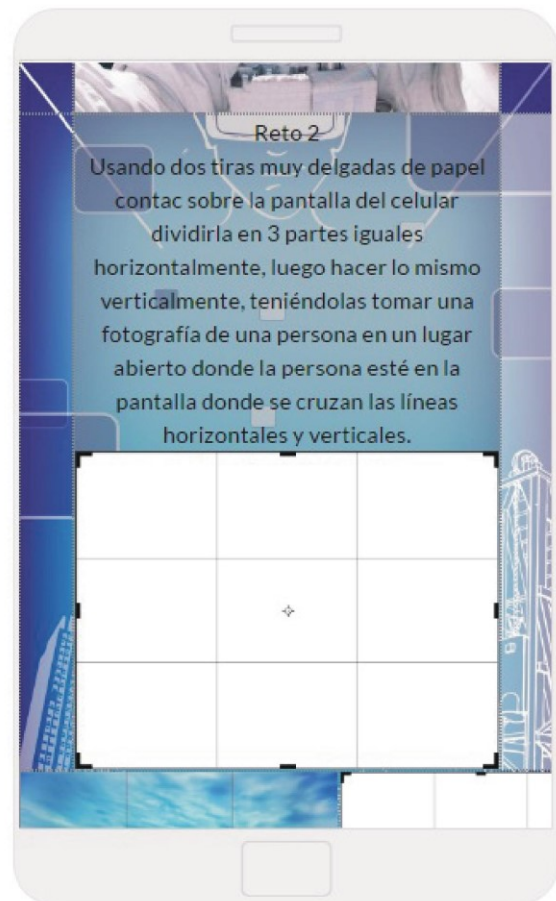 Reto 2
Usando dos tiras muy delgadas de papel
contac sobre la pantalla del celular
dividirla en 3 partes iguales
horizontalmente, luego hacer lo mismo
verticalmente, teniéndolas tomar una
fotografía de una persona en un lugar
abierto donde la persona esté en la
pantalla donde se cruzan las líneas
horizontales y verticales.